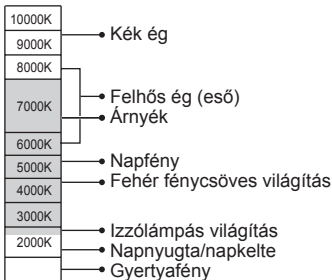 10000K
Kék ég
9000K
8000K
Felhős ég (eső)
7000K
Árnyék
6000K
Napfény
5000K
Fehér fénycsöves világítás
4000K
3000K
Izzólámpás világítás
2000K
Napnyugta/napkelte
Gyertyafény